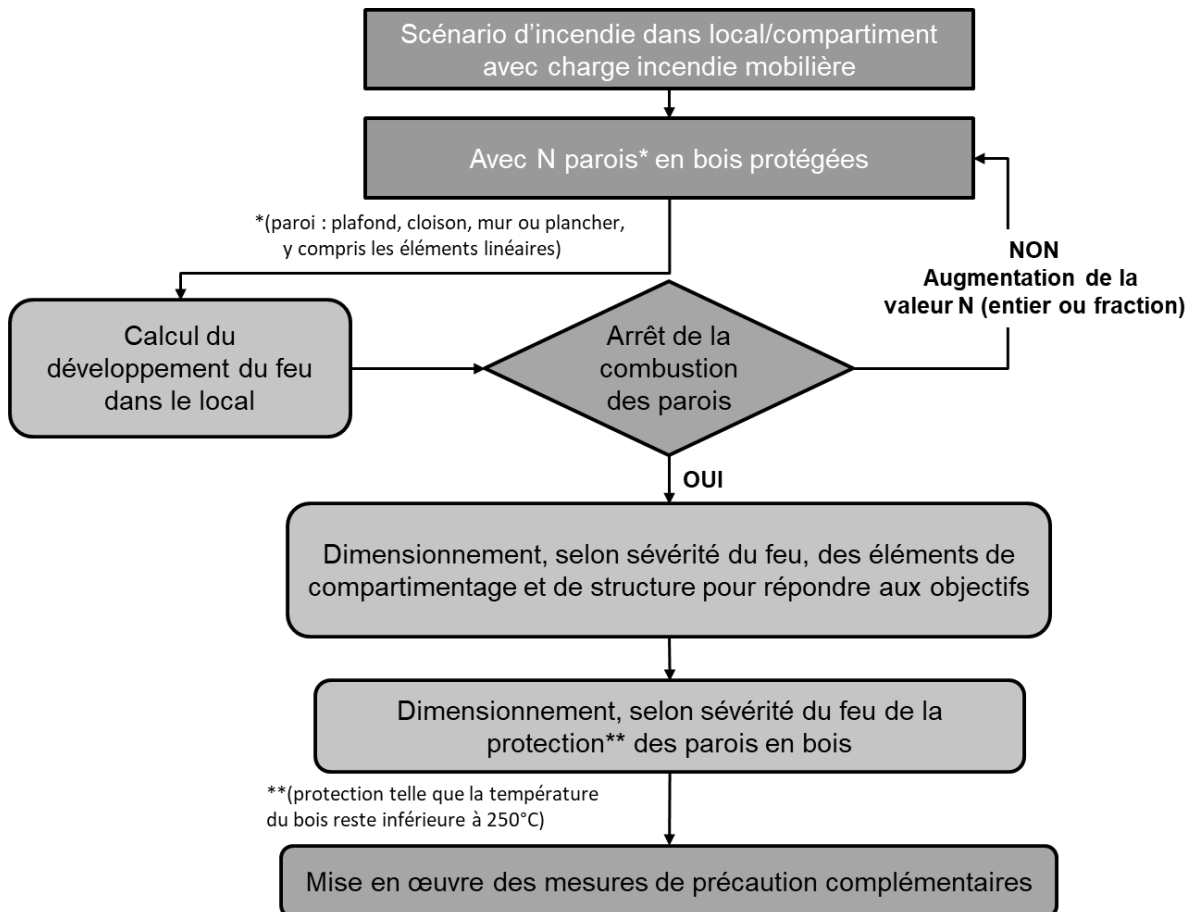 Scénario d'incendie dans local/compartiment
avec charge incendie mobilière
Avec N parois* en bois protégées
*(paroi : plafond, cloison, mur ou plancher,
y compris les éléments linéaires)
NON
Augmentation de la
valeur N (entier ou fraction)
Calcul du
développement du feu
dans le local
Arrêt de la
combustion
des parois
OUI
Dimensionnement, selon sévérité du feu, des éléments de
compartimentage et de structure pour répondre aux objectifs
Dimensionnement, selon sévérité du feu de la
protection** des parois en bois
**(protection telle que la température
du bois reste inférieure à 250°C)
Mise en œuvre des mesures de précaution complémentaires